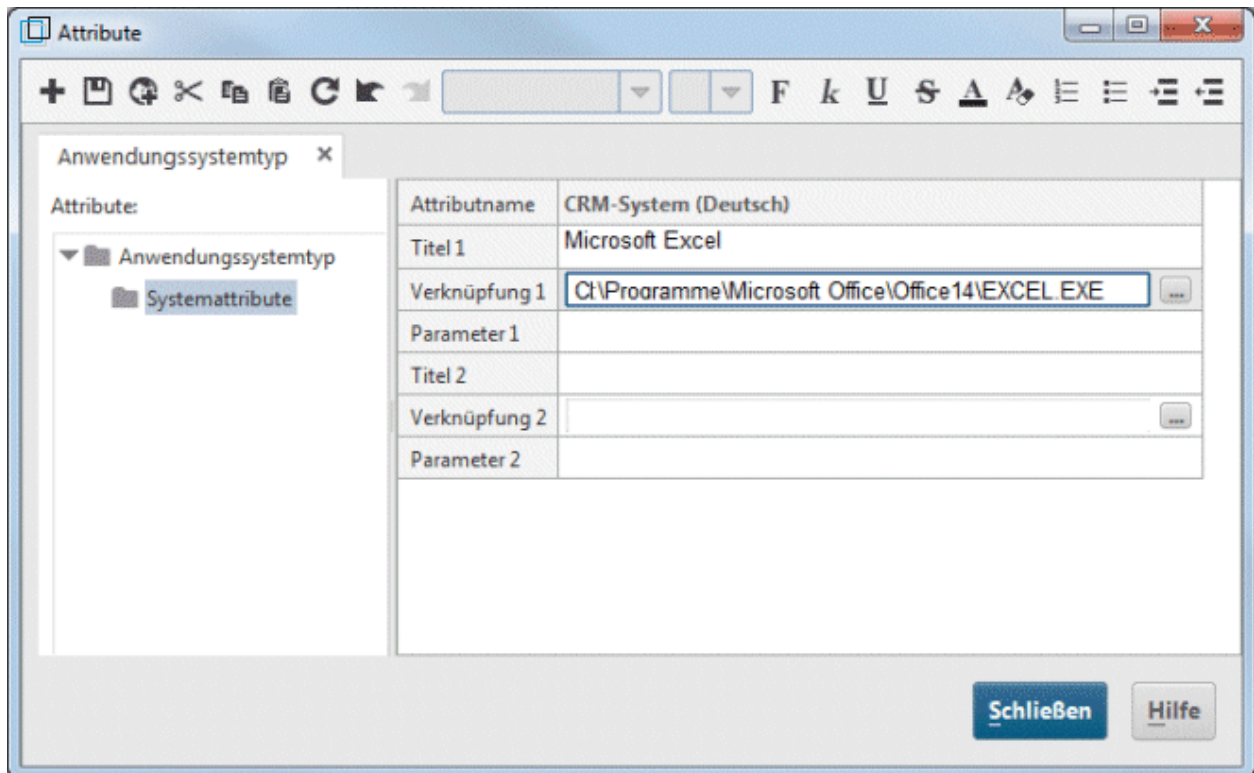 Attribute
F k U S A
Anwendungssystemtyp
Attribute:
Anwendungssystemtyp
Systemattribute
Attributname CRM-System (Deutsch)
Titel 1 Microsoft Excel
Verknüpfung 1 C:\Programme\Microsoft Office\Office14\EXCEL.EXE ...
Parameter 1
Titel 2
Verknüpfung 2 ...
Parameter 2
Schließen Hilfe